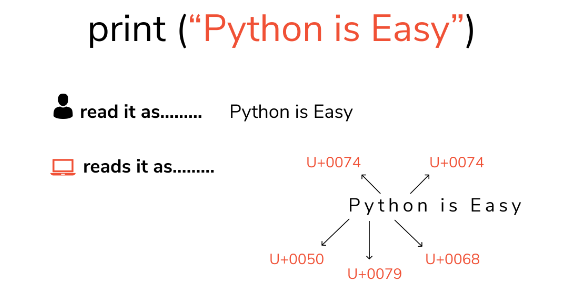 print (“Python is Easy”)
read it as......... Python is Easy
reads it as.........
U+0074 U+0074
Python is Easy
U+0050 U+0079 U+0068